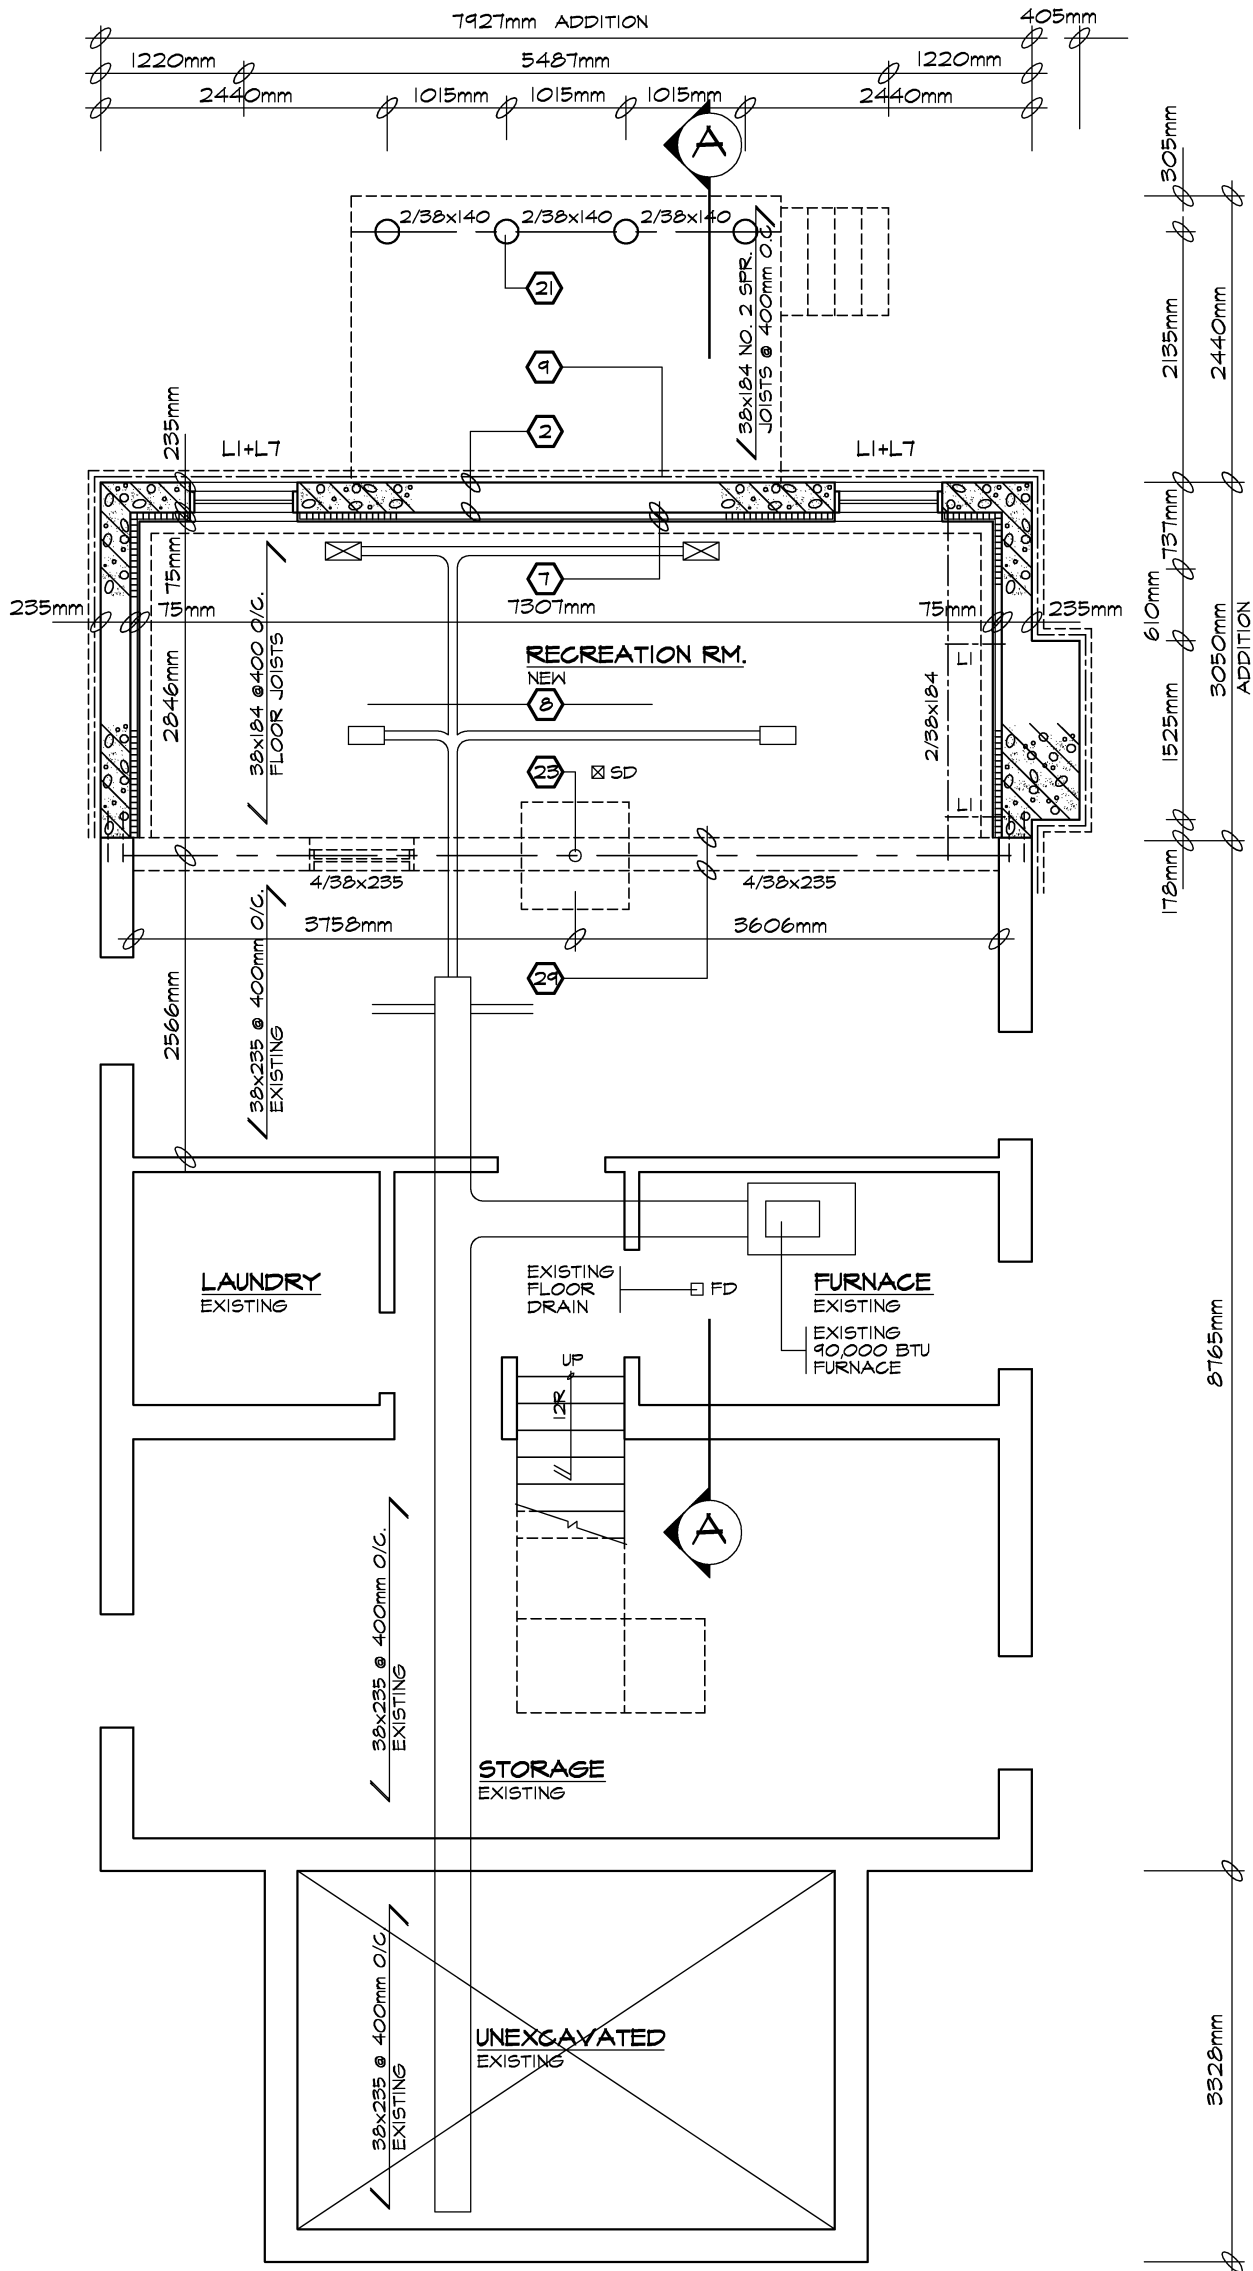 7927mm ADDITION
405mm
1220mm
5487mm
1220mm
2440mm
1015mm
1015mm
1015mm
2440mm
A
305mm
2/38x140
2/38x140
2/38x140
21
38x184 NO. 2 SPR.
JOISTS @ 400mm O.C.
2135mm
2440mm
9
2
235mm
L1+L7
L1+L7
75mm
7
737mm
610mm
3050mm
ADDITION
235mm
75mm
7307mm
75mm
235mm
38x184 @400 O/C.
FLOOR JOISTS
RECREATION RM.
NEW
L1
2846mm
8
2/38x184
1525mm
23
SD
L1
4/38x235
4/38x235
178mm
3758mm
3606mm
38x235 @ 400mm O/C.
EXISTING
29
2566mm
LAUNDRY
EXISTING
EXISTING
FLOOR
DRAIN
FD
FURNACE
EXISTING
EXISTING
90,000 BTU
FURNACE
8765mm
UP
12R
A
38x235 @ 400mm O/C.
EXISTING
STORAGE
EXISTING
38x235 @ 400mm O/C
EXISTING
UNEXCAVATED
EXISTING
3328mm